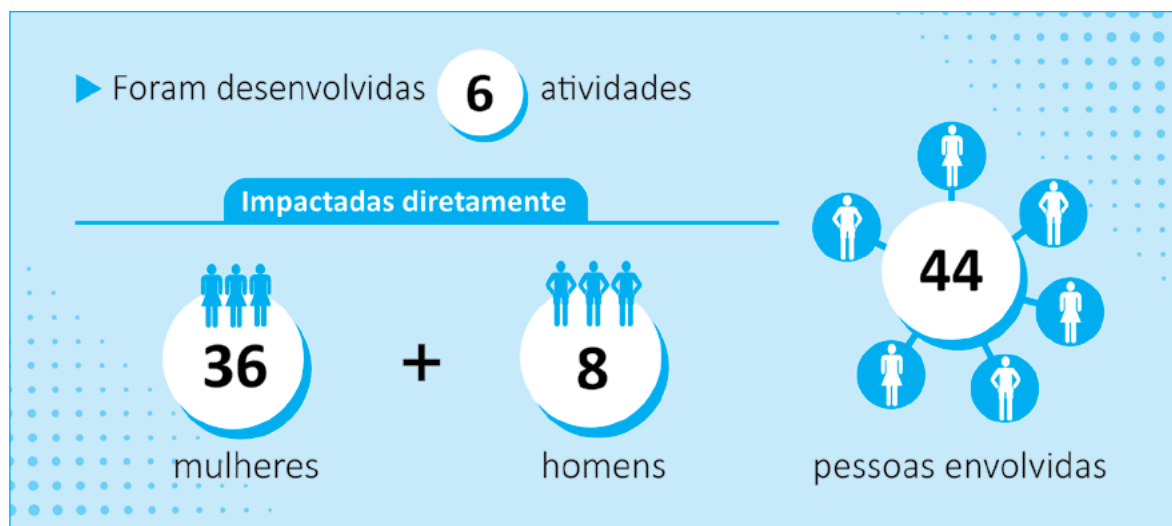 Foram desenvolvidas 6 atividades
Impactadas diretamente
36 + 8
mulheres homens
44
pessoas envolvidas